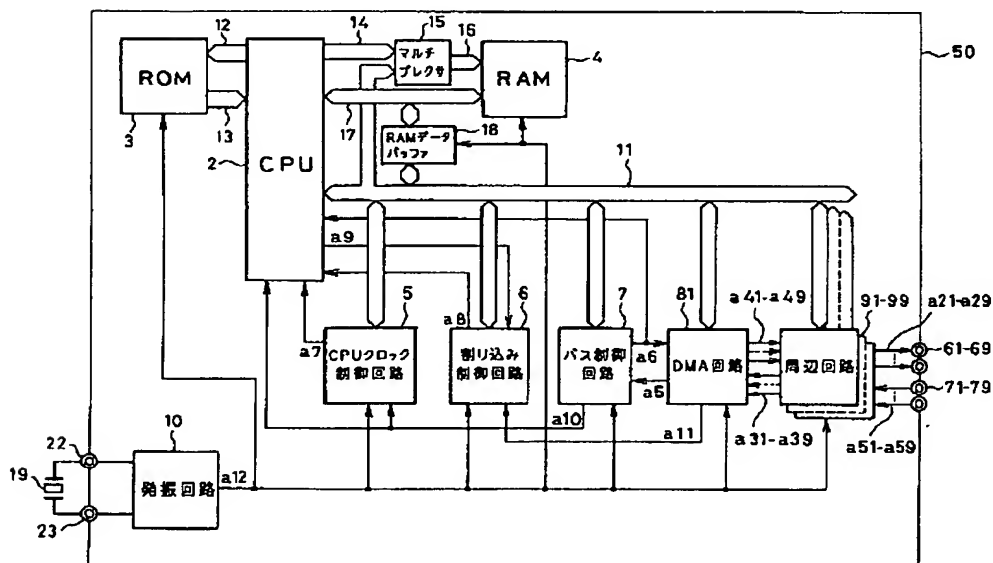 12
14
15
16
50
ROM
マルチ
プレクサ
RAM
4
3
13
17
18
RAMデータ
バッファ
2
CPU
11
a9
5
6
7
81
a41-a49
91-99
a21-a29
a7
a8
a6
a5
CPUクロック
制御回路
割り込み
制御回路
バス制御
回路
DMA回路
周辺回路
61-69
71-79
a10
a11
a31-a39
a51-a59
22
10
19
発振回路
a12
23